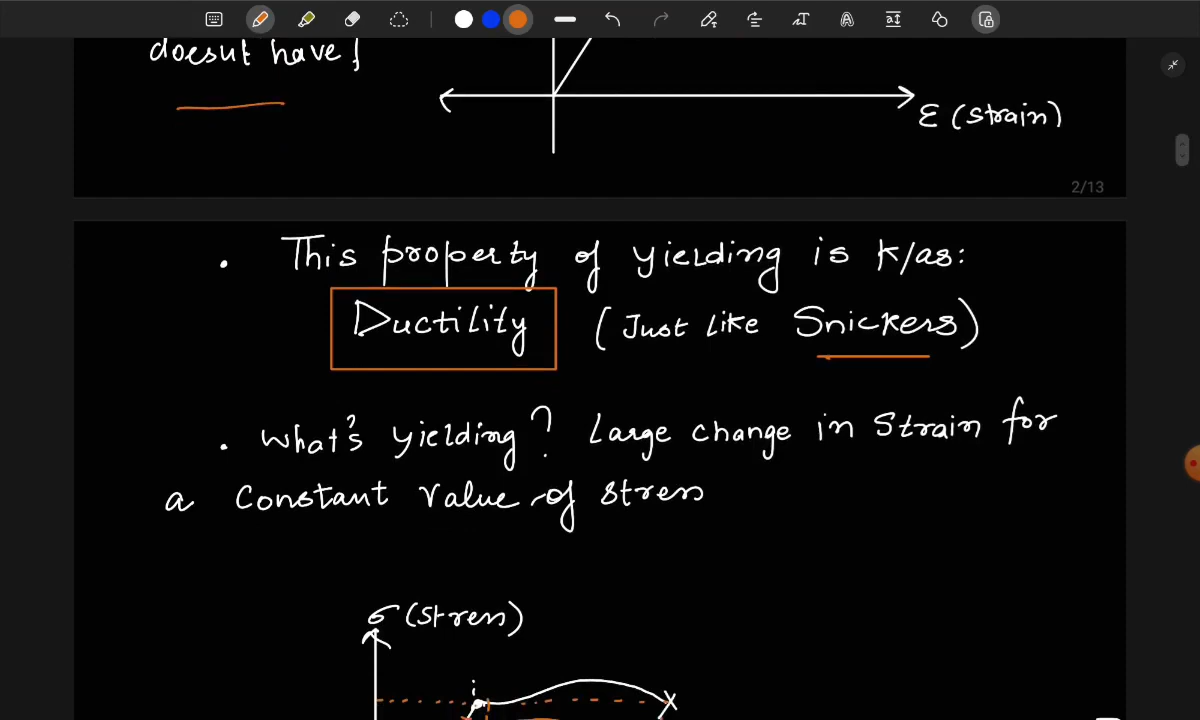 doesnt have!
ε (strain)
2/13
. This property of yielding is k/as:
Ductility (Just like Snickers)
. What's yielding? Large change in strain for
a constant value of stress
σ (stress)
i